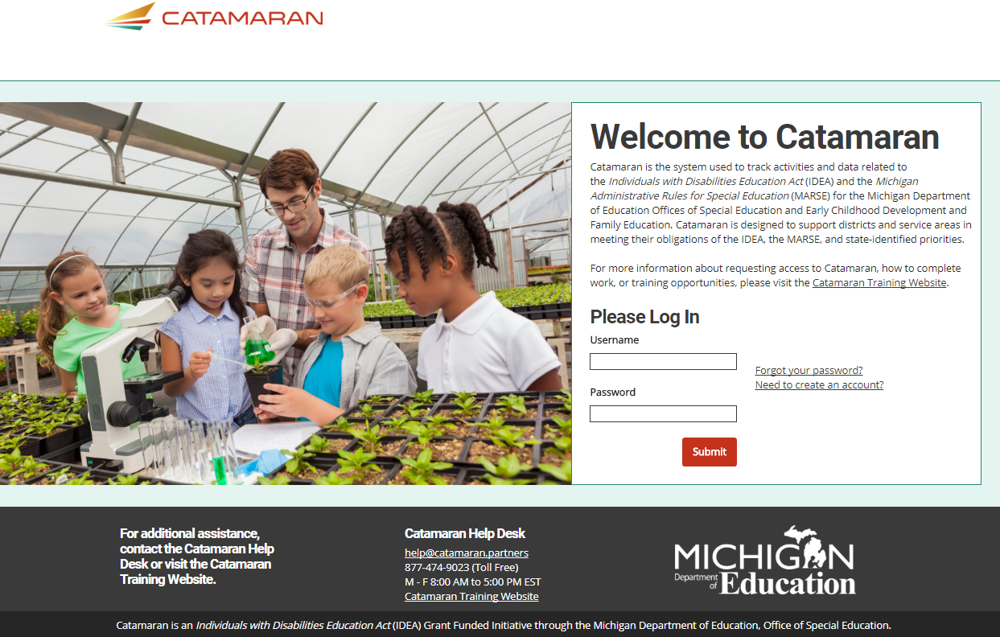 CATAMARAN
Welcome to Catamaran
Catamaran is the system used to track activities and data related to
the Individuals with Disabilities Education Act (IDEA) and the Michigan
Administrative Rules for Special Education (MARSE) for the Michigan Department
of Education Offices of Special Education and Early Childhood Development and
Family Education. Catamaran is designed to support districts and service areas in
meeting their obligations of the IDEA, the MARSE, and state-identified priorities.
For more information about requesting access to Catamaran, how to complete
work, or training opportunities, please visit the Catamaran Training Website.
Please Log In
Username
Forgot your password?
Need to create an account?
Password
Submit
For additional assistance,
contact the Catamaran Help
Desk or visit the Catamaran
Training Website.
Catamaran Help Desk
help@catamaran.partners
877-474-9023 (Toll Free)
M - F 8:00 AM to 5:00 PM EST
Catamaran Training Website
MICHIGAN
Department of Education
Catamaran is an Individuals with Disabilities Education Act (IDEA) Grant Funded Initiative through the Michigan Department of Education, Office of Special Education.